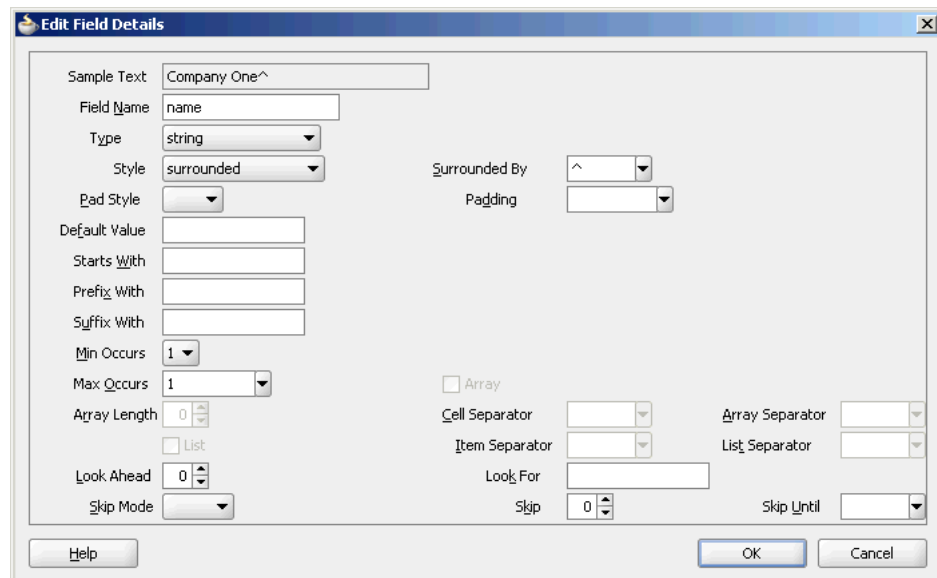 Edit Field Details
Sample Text Company One^
Field Name name
Type string
Style surrounded Surrounded By ^
Pad Style Padding
Default Value
Starts With
Prefix With
Suffix With
Min Occurs 1
Max Occurs 1 Array
Array Length 0 Cell Separator Array Separator
List Item Separator List Separator
Look Ahead 0 Look For
Skip Mode Skip 0 Skip Until
Help OK Cancel